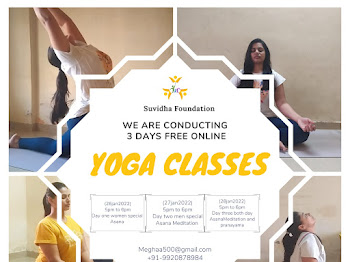 Suvidha Foundation
WE ARE CONDUCTING
3 DAYS FREE ONLINE
YOGA CLASSES
(26jan2022)
5pm to 6pm
Day one women special
Asana
(27jan2022)
5pm to 6pm
Day two men special
Asana Meditation
(28jan2022)
5pm to 6pm
Day three both day
AsanaMeditation and
pranayama
Meghaa500@gmail.com
+91-9920878984